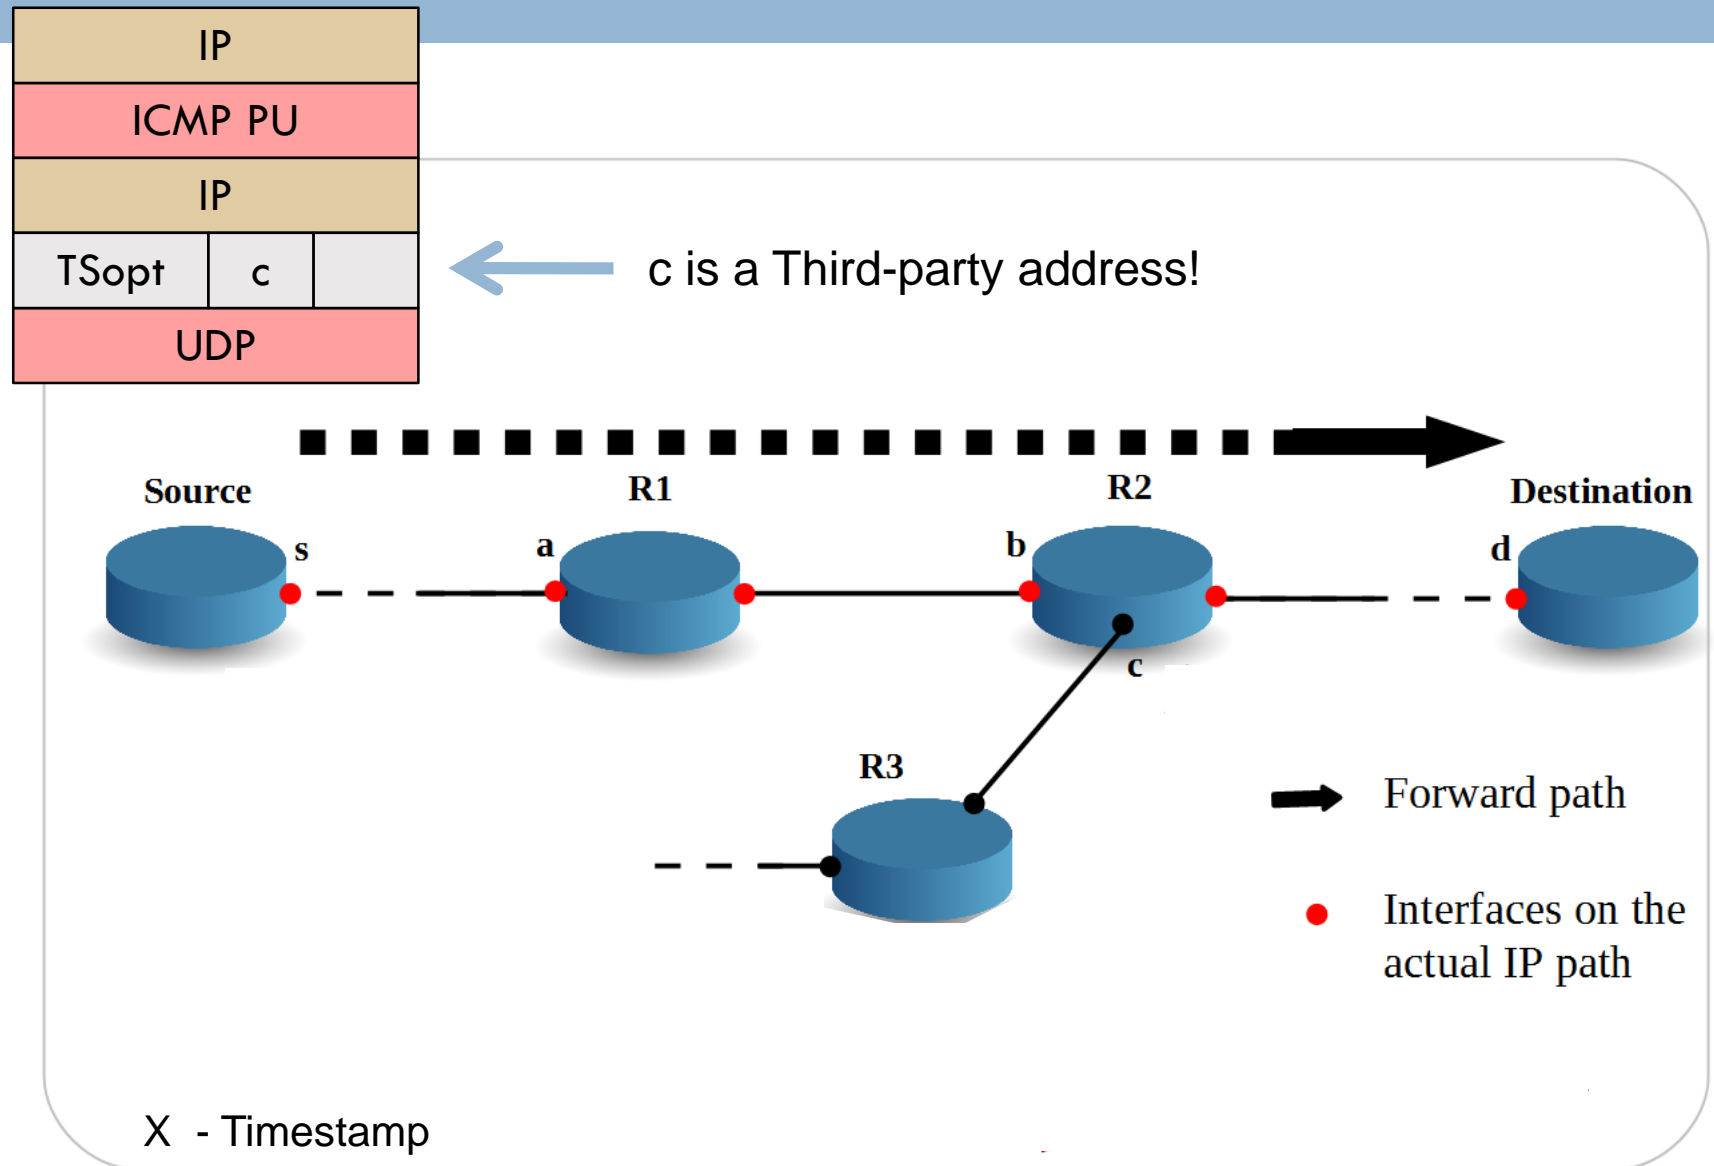 IP
ICMP PU
IP
TSopt c
UDP
c is a Third-party address!
Source
R1
R2
Destination
s
a
b
d
c
R3
Forward path
Interfaces on the
actual IP path
X - Timestamp